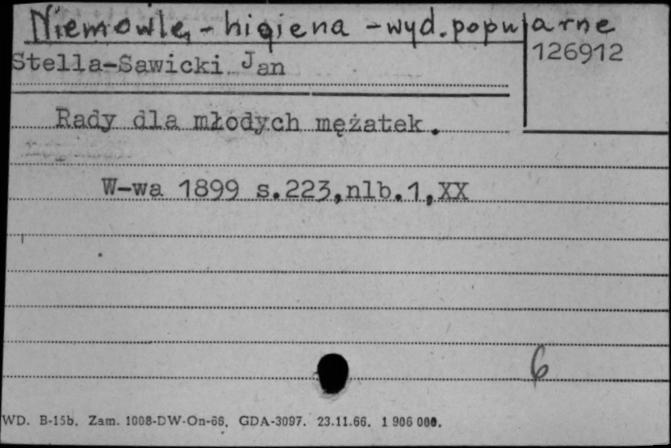 Niemowlę - higiena - wyd. popularne
126912
Stella-Sawicki Jan
Rady dla młodych mężatek.
W-wa 1899 s.223,nlb.1,XX
6
WD. B-15b. Zam. 1008-DW-On-66. GDA-3097. 23.11.66. 1 906 000.